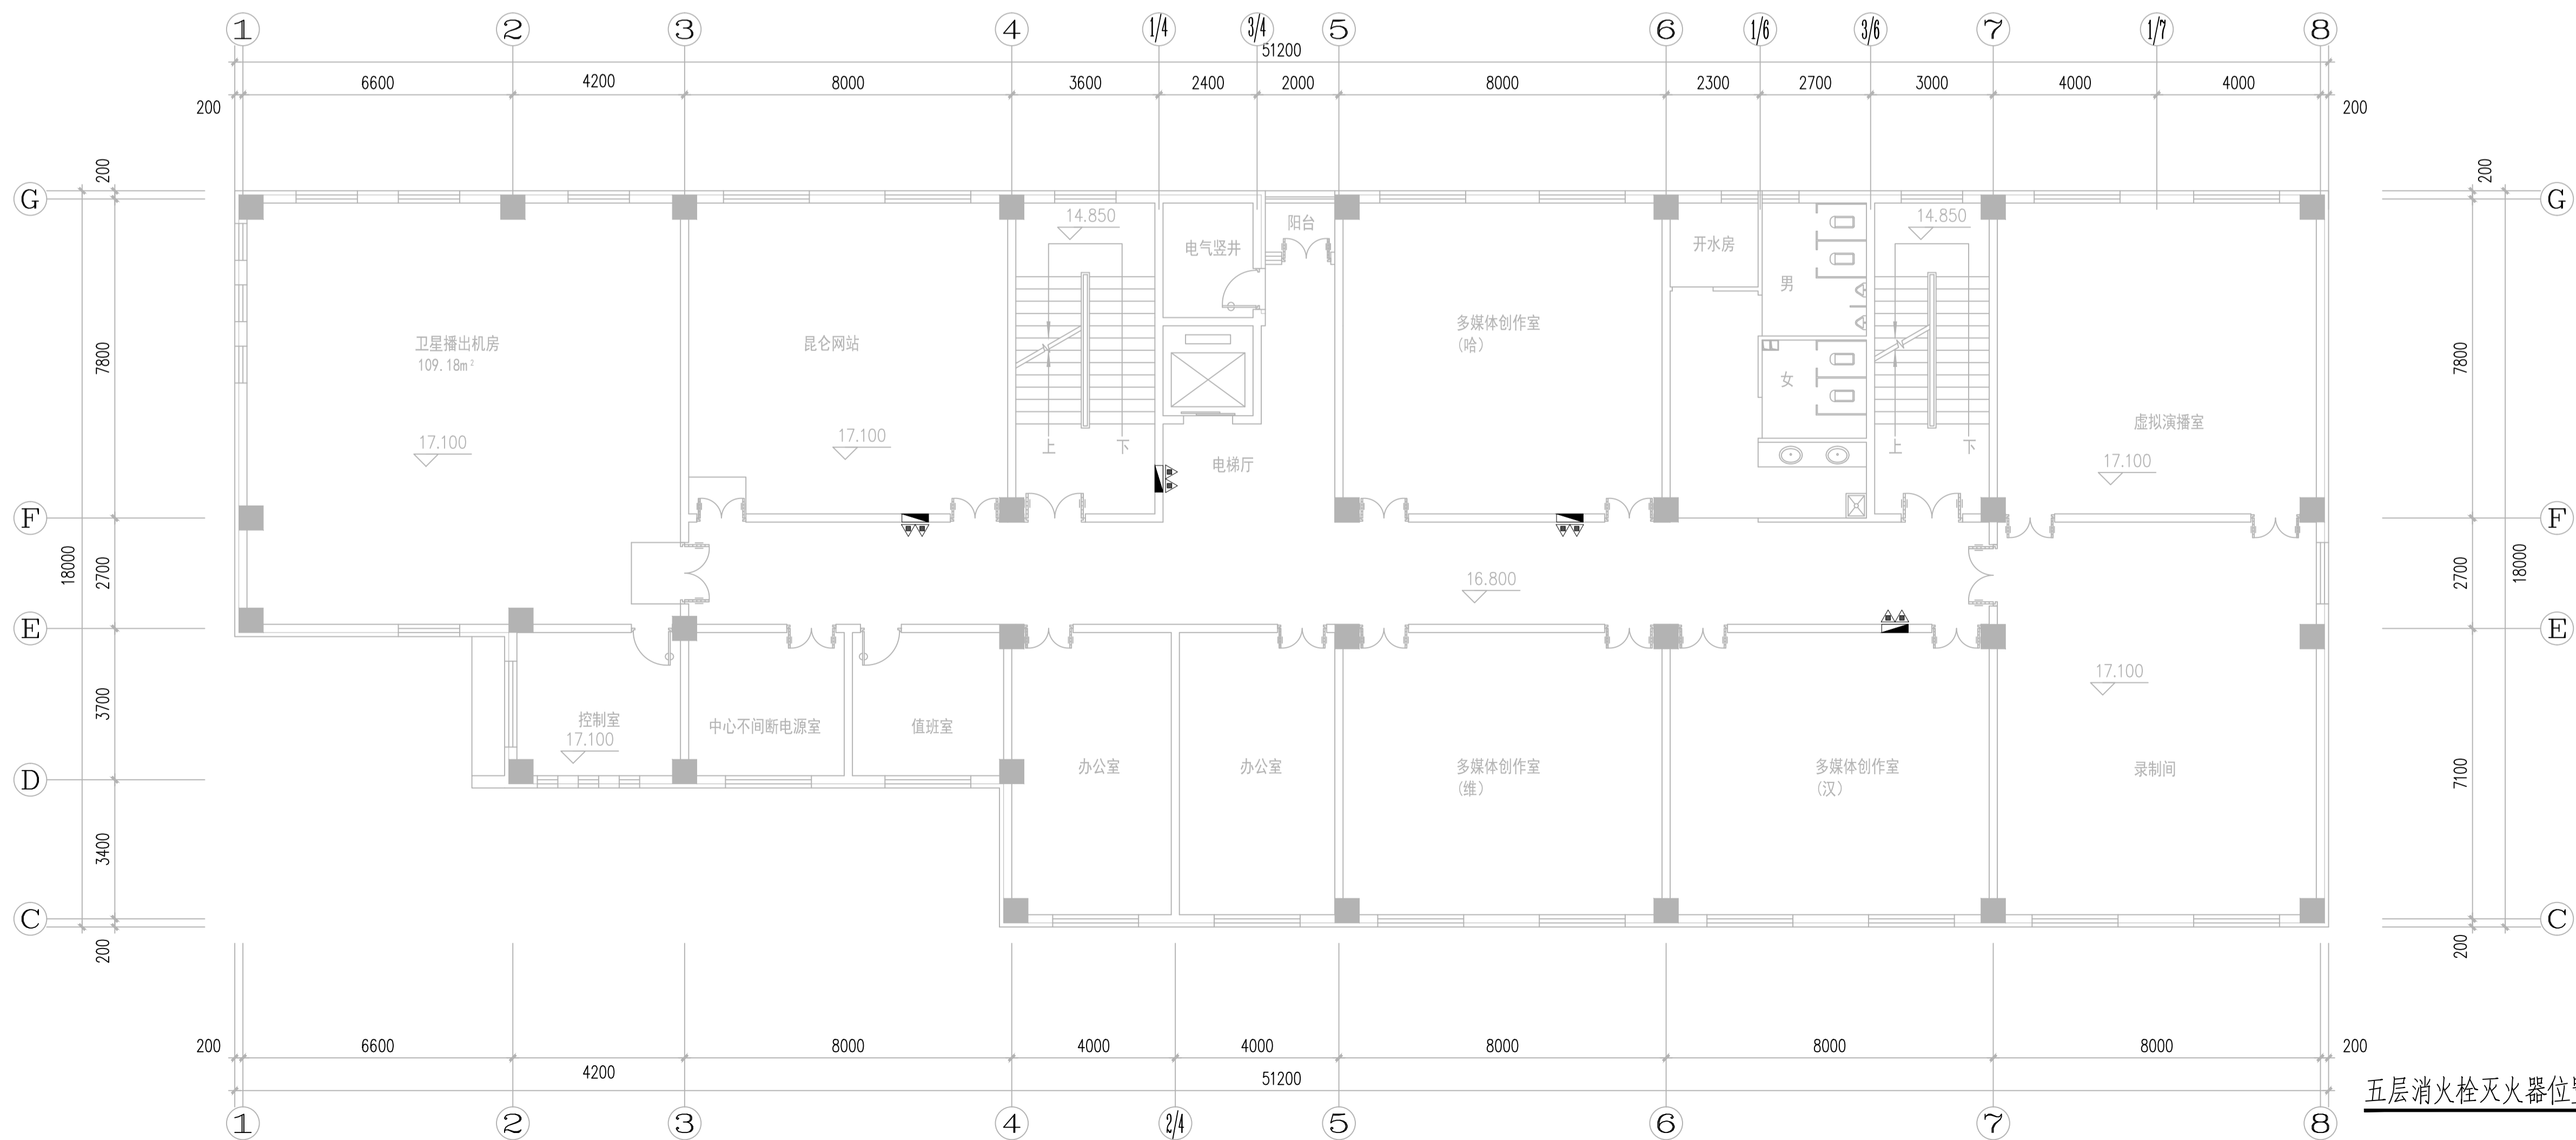 1 2 3 4 1/4 3/4 5 6 1/6 3/6 7 1/7 8
51200
6600 4200 8000 3600 2400 2000 8000 2300 2700 3000 4000 4000
200 200
200 200
G G
14.850 阳台 14.850
电气竖井 开水房
男
多媒体创作室
(哈)
卫星播出机房 昆仑网站
109.18m²
7800 7800
女
虚拟演播室
17.100 17.100 17.100
上 下 上 下
电梯厅
F F
18000 2700 2700 18000
16.800
E E
17.100
3700
控制室 中心不间断电源室 值班室
17.100
办公室 办公室 多媒体创作室 多媒体创作室 录制间
(维) (汉)
D 7100 D
3400
C C
200 200
200 6600 8000 4000 4000 8000 8000 8000 200
4200 51200
五层消火栓灭火器位
1 2 3 4 2/4 5 6 7 8